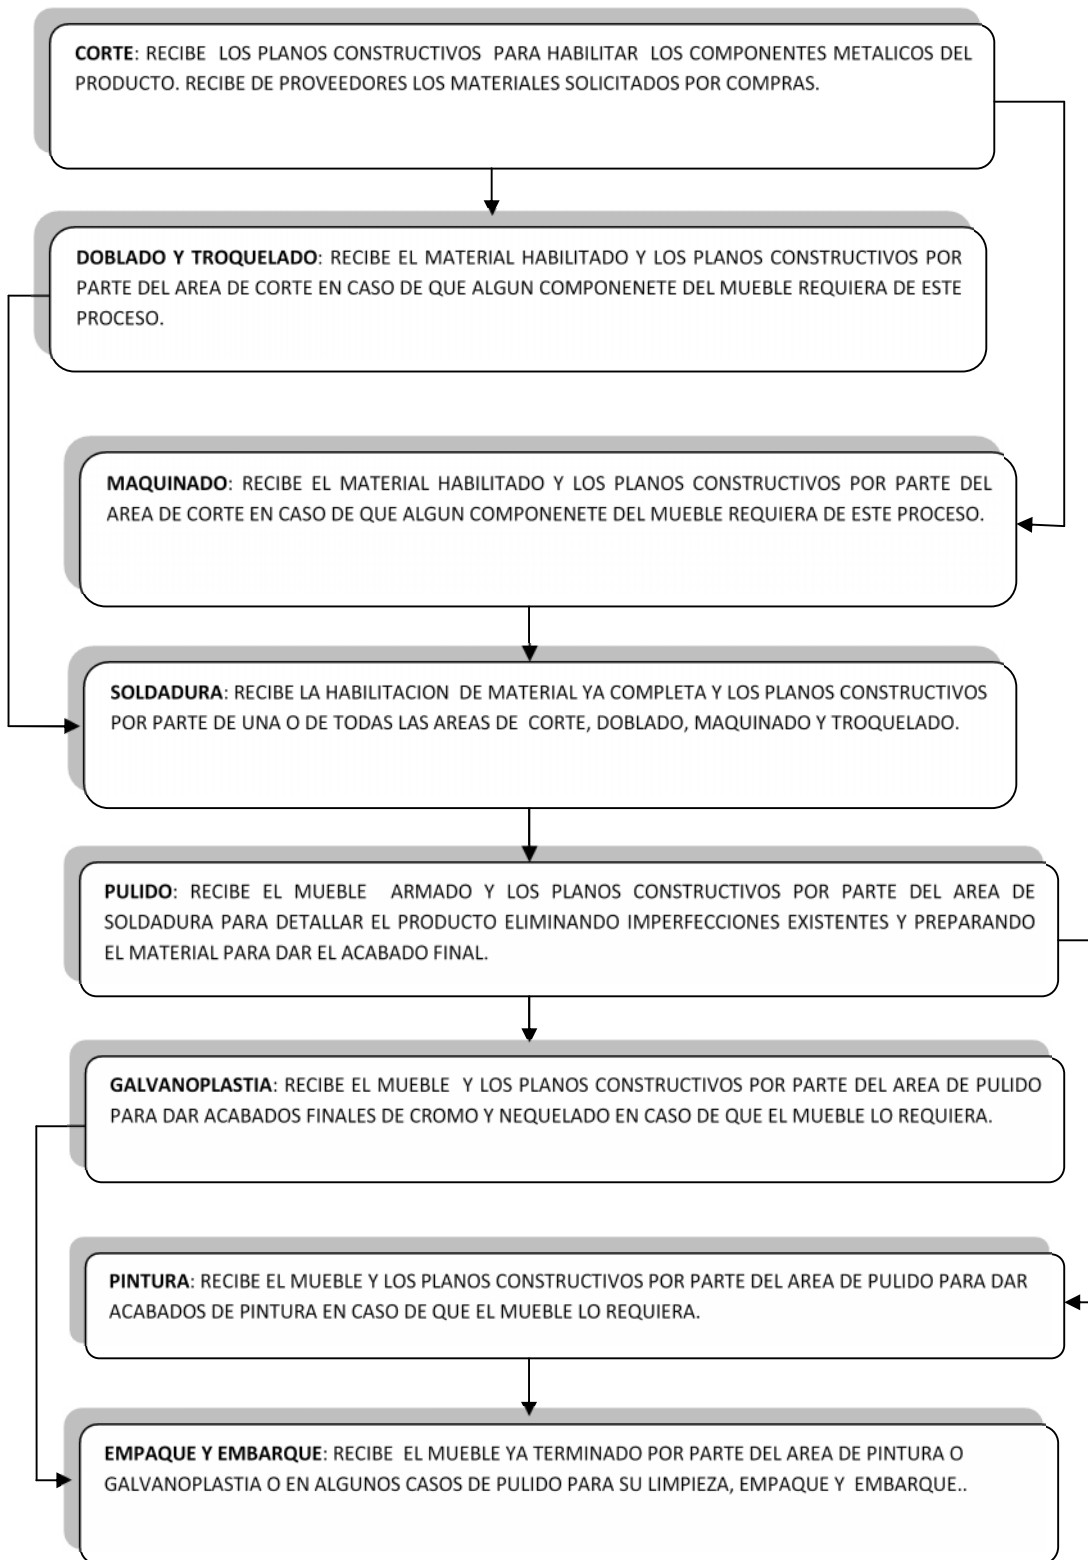 CORTE: RECIBE LOS PLANOS CONSTRUCTIVOS PARA HABILITAR LOS COMPONENTES METALICOS DEL
PRODUCTO. RECIBE DE PROVEEDORES LOS MATERIALES SOLICITADOS POR COMPRAS.
DOBLADO Y TROQUELADO: RECIBE EL MATERIAL HABILITADO Y LOS PLANOS CONSTRUCTIVOS POR
PARTE DEL AREA DE CORTE EN CASO DE QUE ALGUN COMPONENETE DEL MUEBLE REQUIERA DE ESTE
PROCESO.
MAQUINADO: RECIBE EL MATERIAL HABILITADO Y LOS PLANOS CONSTRUCTIVOS POR PARTE DEL
AREA DE CORTE EN CASO DE QUE ALGUN COMPONENETE DEL MUEBLE REQUIERA DE ESTE PROCESO.
SOLDADURA: RECIBE LA HABILITACION DE MATERIAL YA COMPLETA Y LOS PLANOS CONSTRUCTIVOS
POR PARTE DE UNA O DE TODAS LAS AREAS DE CORTE, DOBLADO, MAQUINADO Y TROQUELADO.
PULIDO: RECIBE EL MUEBLE ARMADO Y LOS PLANOS CONSTRUCTIVOS POR PARTE DEL AREA DE
SOLDADURA PARA DETALLAR EL PRODUCTO ELIMINANDO IMPERFECCIONES EXISTENTES Y PREPARANDO
EL MATERIAL PARA DAR EL ACABADO FINAL.
GALVANOPLASTIA: RECIBE EL MUEBLE Y LOS PLANOS CONSTRUCTIVOS POR PARTE DEL AREA DE PULIDO
PARA DAR ACABADOS FINALES DE CROMO Y NEQUELADO EN CASO DE QUE EL MUEBLE LO REQUIERA.
PINTURA: RECIBE EL MUEBLE Y LOS PLANOS CONSTRUCTIVOS POR PARTE DEL AREA DE PULIDO PARA DAR
ACABADOS DE PINTURA EN CASO DE QUE EL MUEBLE LO REQUIERA.
EMPAQUE Y EMBARQUE: RECIBE EL MUEBLE YA TERMINADO POR PARTE DEL AREA DE PINTURA O
GALVANOPLASTIA O EN ALGUNOS CASOS DE PULIDO PARA SU LIMPIEZA, EMPAQUE Y EMBARQUE..